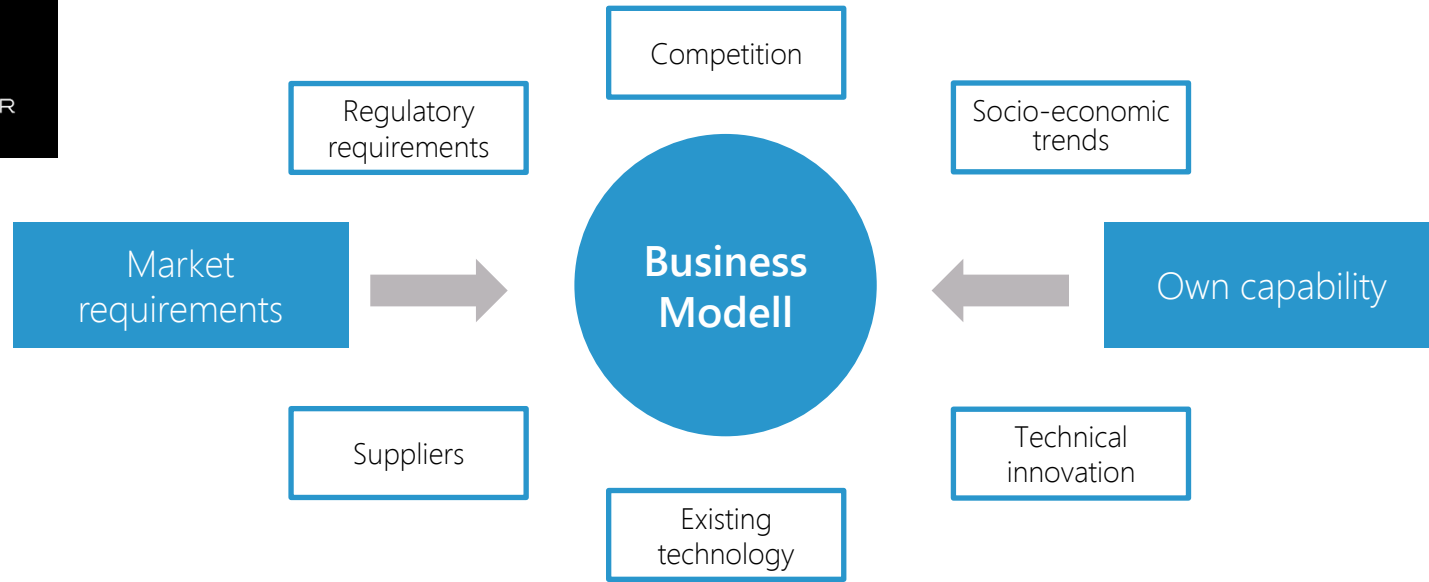 R
Competition
Regulatory
requirements
Socio-economic
trends
Market
requirements
Business
Modell
Own capability
Suppliers
Technical
innovation
Existing
technology